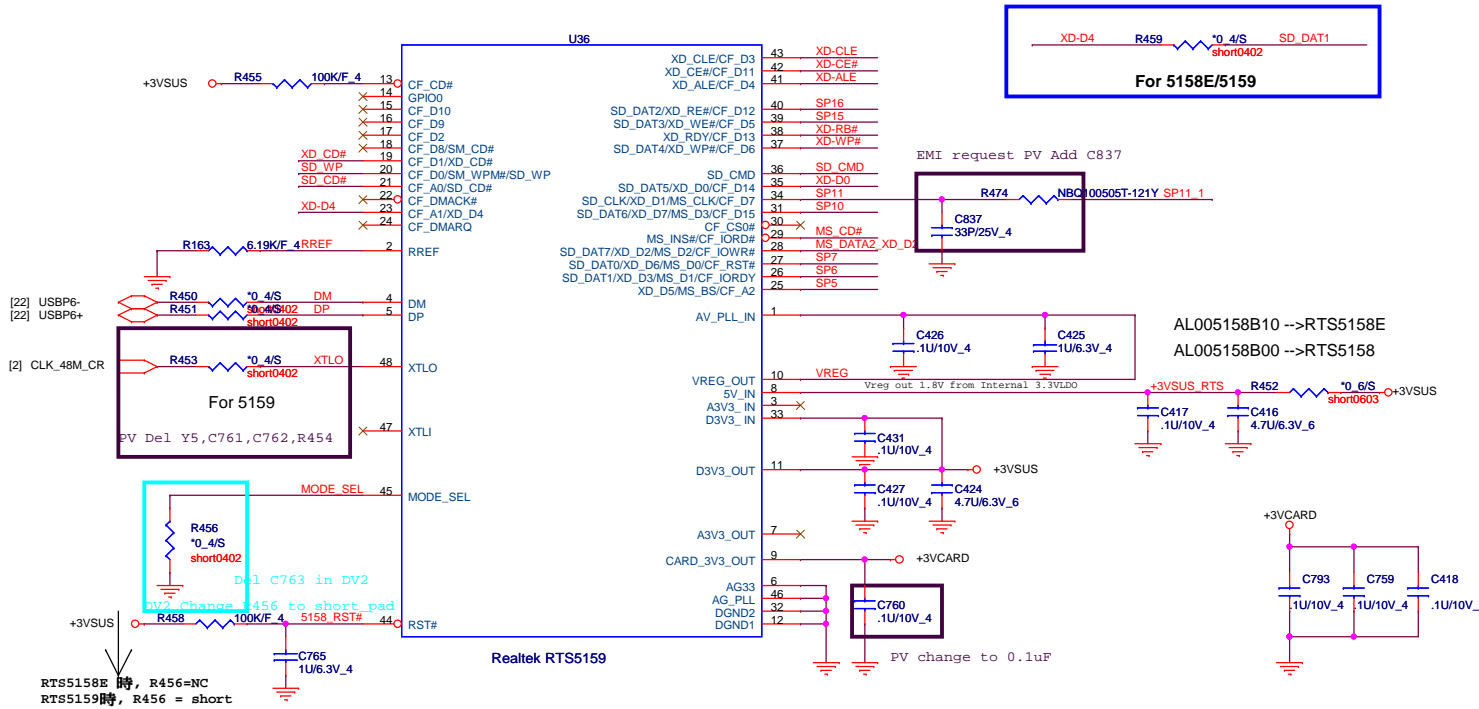 U36
+3VSUS
R455
100K/F_4
13
CF_CD#
14
GPIO0
15
CF_D10
16
CF_D9
17
CF_D2
18
CF_D8/SM_CD#
XD_CD#
19
CF_D1/XD_CD#
SD_WP
20
CF_D0/SM_WPM#/SD_WP
SD_CD#
21
CF_A0/SD_CD#
22
CF_DMACK#
XD-D4
23
CF_A1/XD_D4
24
CF_DMARQ
R163
6.19K/F_4
RREF
2
RREF
[22] USBP6-
R450
*0_4/S
short0402
DM
4
DM
[22] USBP6+
R451
*0_4/S
short0402
DP
5
DP
[2] CLK_48M_CR
R453
*0_4/S
short0402
XTLO
48
XTLO
For 5159
PV Del Y5,C761,C762,R454
47
XTLI
MODE_SEL
45
MODE_SEL
R456
*0_4/S
short0402
Del C763 in DV2
DV2 Change R456 to short_pad
+3VSUS
R458
100K/F_4
5158_RST#
44
RST#
C765
1U/6.3V_4
RTS5158E 時, R456=NC
RTS5159時, R456 = short
Realtek RTS5159
XD_CLE/CF_D3
43
XD-CLE
XD_CE#/CF_D11
42
XD-CE#
XD_ALE/CF_D4
41
XD-ALE
SD_DAT2/XD_RE#/CF_D12
40
SP16
SD_DAT3/XD_WE#/CF_D5
39
SP15
XD_RDY/CF_D13
38
XD-RB#
SD_DAT4/XD_WP#/CF_D6
37
XD-WP#
SD_CMD
36
SD_CMD
SD_DAT5/XD_D0/CF_D14
35
XD-D0
SD_CLK/XD_D1/MS_CLK/CF_D7
34
SP11
SD_DAT6/XD_D7/MS_D3/CF_D15
31
SP10
CF_CS0#
30
MS_INS#/CF_IORD#
29
MS_CD#
SD_DAT7/XD_D2/MS_D2/CF_IOWR#
28
MS_DATA2_XD_D2
SD_DAT0/XD_D6/MS_D0/CF_RST#
27
SP7
SD_DAT1/XD_D3/MS_D1/CF_IORDY
26
SP6
XD_D5/MS_BS/CF_A2
25
SP5
AV_PLL_IN
1
VREG_OUT
10
VREG
Vreg out 1.8V from Internal 3.3VLDO
5V_IN
8
A3V3_ IN
3
D3V3_ IN
33
D3V3_OUT
11
A3V3_OUT
7
CARD_3V3_OUT
9
AG33
6
AG_PLL
46
DGND2
32
DGND1
12
XD-D4
R459
*0_4/S
short0402
SD_DAT1
For 5158E/5159
EMI request PV Add C837
R474
NBQ100505T-121Y
SP11_1
C837
33P/25V_4
C426
.1U/10V_4
C425
1U/6.3V_4
AL005158B10 -->RTS5158E
AL005158B00 -->RTS5158
+3VSUS_RTS
R452
*0_6/S
short0603
+3VSUS
C417
.1U/10V_4
C416
4.7U/6.3V_6
C431
.1U/10V_4
+3VSUS
C427
.1U/10V_4
C424
4.7U/6.3V_6
+3VCARD
C760
.1U/10V_4
PV change to 0.1uF
+3VCARD
C793
.1U/10V_4
C759
.1U/10V_4
C418
.1U/10V_